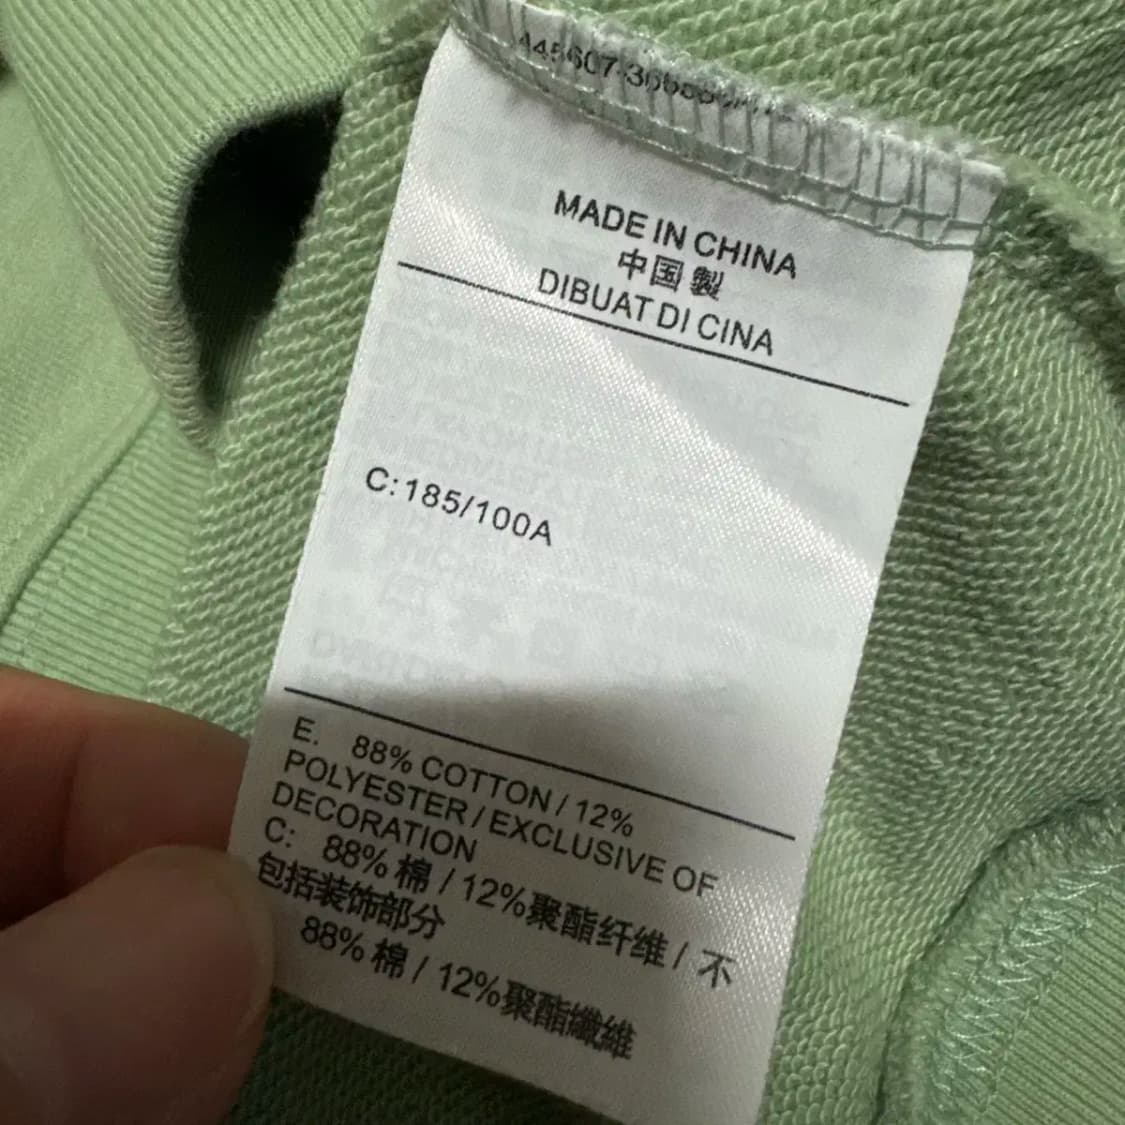 MADE IN CHINA
中国製
DIBUAT DI CINA
C:185/100A
E. 88% COTTON / 12%
POLYESTER / EXCLUSIVE OF
DECORATION
C: 88% 棉 / 12%聚酯纤维 / 不
包括装饰部分
88% 棉 / 12%聚酯纖維